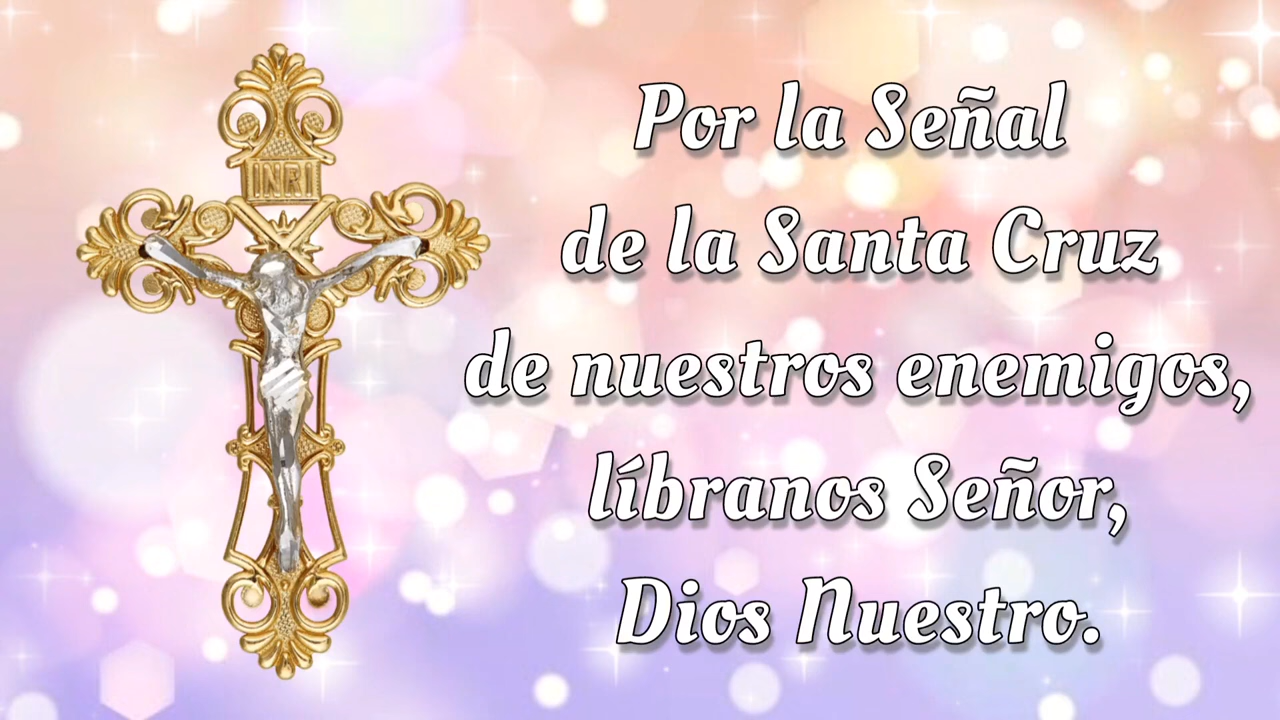 INRI
Por la Señal
de la Santa Cruz
de nuestros enemigos,
líbranos Señor,
Dios Nuestro.